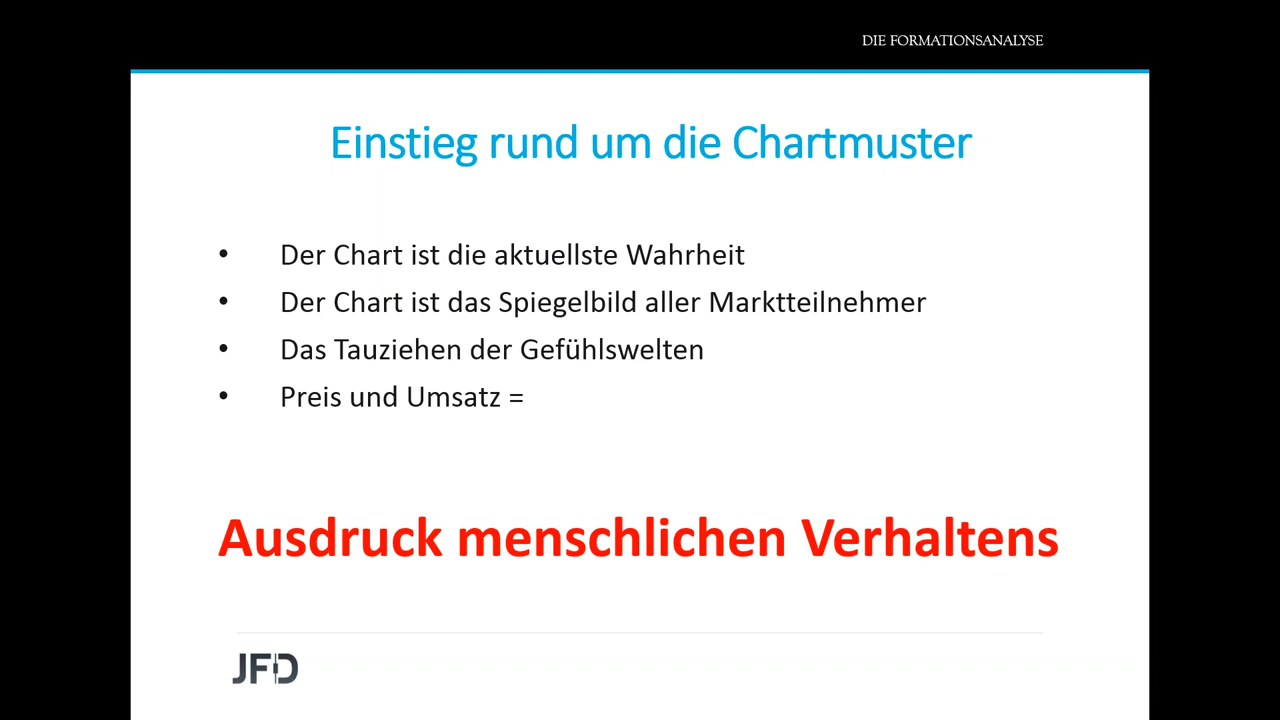 DIE FORMATIONSANALYSE
Einstieg rund um die Chartmuster
• Der Chart ist die aktuellste Wahrheit
• Der Chart ist das Spiegelbild aller Marktteilnehmer
• Das Tauziehen der Gefühlswelten
• Preis und Umsatz =
Ausdruck menschlichen Verhaltens
JFD